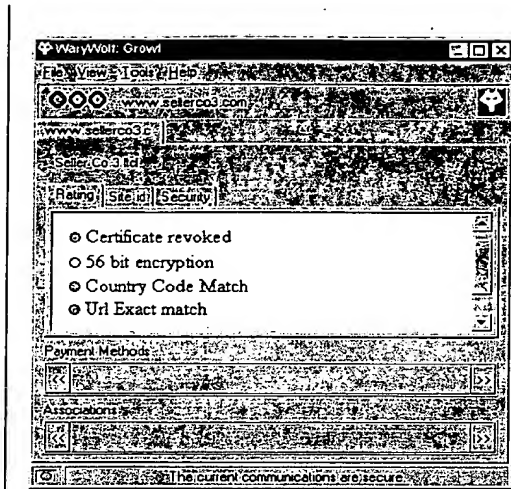 WaryWolf: Growl
File View Tools Help
www.sellerco3.com
www.sellerco3.c
Seller Co 3 ltd
Rating Site id Security
Certificate revoked
56 bit encryption
Country Code Match
Url Exact match
Payment Methods
<< >>
Associations
<< >>
The current communications are secure